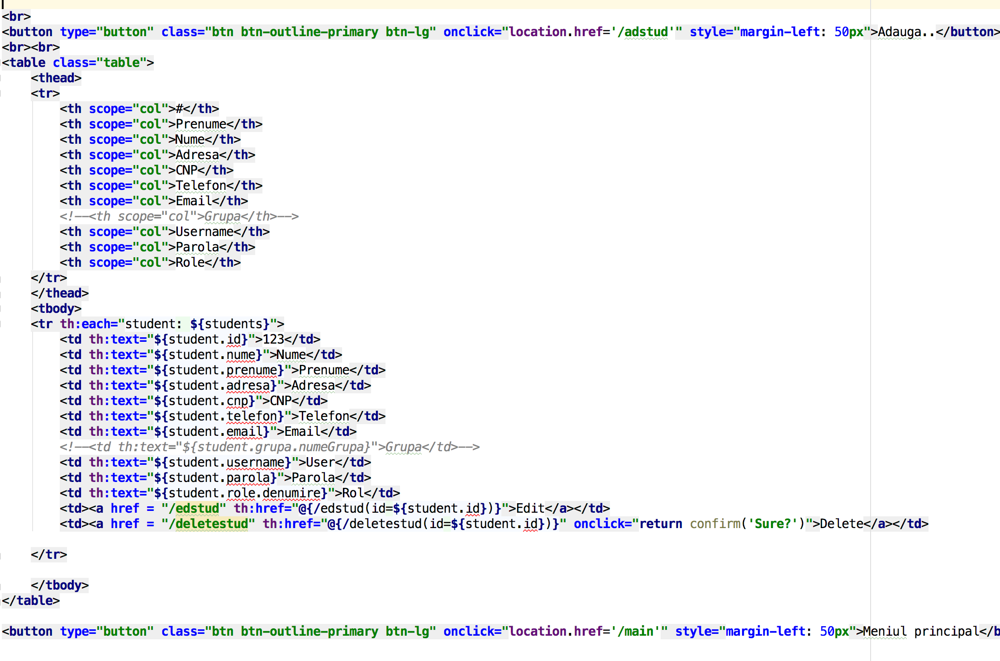 <br>
<button type="button" class="btn btn-outline-primary btn-lg" onclick="location.href='/adstud'" style="margin-left: 50px">Adauga..</button>
<br><br>
<table class="table">
    <thead>
    <tr>
        <th scope="col">#</th>
        <th scope="col">Prenume</th>
        <th scope="col">Nume</th>
        <th scope="col">Adresa</th>
        <th scope="col">CNP</th>
        <th scope="col">Telefon</th>
        <th scope="col">Email</th>
        <!--<th scope="col">Grupa</th>-->
        <th scope="col">Username</th>
        <th scope="col">Parola</th>
        <th scope="col">Role</th>
    </tr>
    </thead>
    <tbody>
    <tr th:each="student: ${students}">
        <td th:text="${student.id}">123</td>
        <td th:text="${student.nume}">Nume</td>
        <td th:text="${student.prenume}">Prenume</td>
        <td th:text="${student.adresa}">Adresa</td>
        <td th:text="${student.cnp}">CNP</td>
        <td th:text="${student.telefon}">Telefon</td>
        <td th:text="${student.email}">Email</td>
        <!--<td th:text="${student.grupa.numeGrupa}">Grupa</td>-->
        <td th:text="${student.username}">User</td>
        <td th:text="${student.parola}">Parola</td>
        <td th:text="${student.role.denumire}">Rol</td>
        <td><a href = "/edstud" th:href="@{/edstud(id=${student.id})}">Edit</a></td>
        <td><a href = "/deletestud" th:href="@{/deletestud(id=${student.id})}" onclick="return confirm('Sure?')">Delete</a></td>
    </tr>
    </tbody>
</table>
<button type="button" class="btn btn-outline-primary btn-lg" onclick="location.href='/main'" style="margin-left: 50px">Meniul principal</b